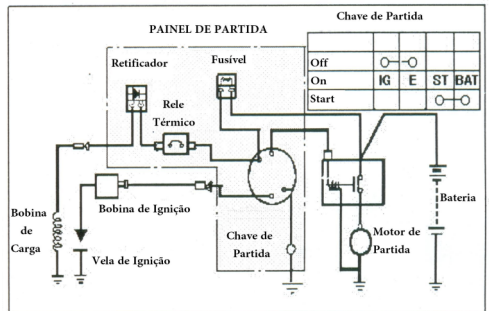 PAINEL DE PARTIDA
Chave de Partida
Off
On IG E ST BAT
Start
Retificador
Fusível
Rele
Térmico
Bobina
de
Carga
Bobina de Ignição
Vela de Ignição
Chave de
Partida
Motor de
Partida
Bateria